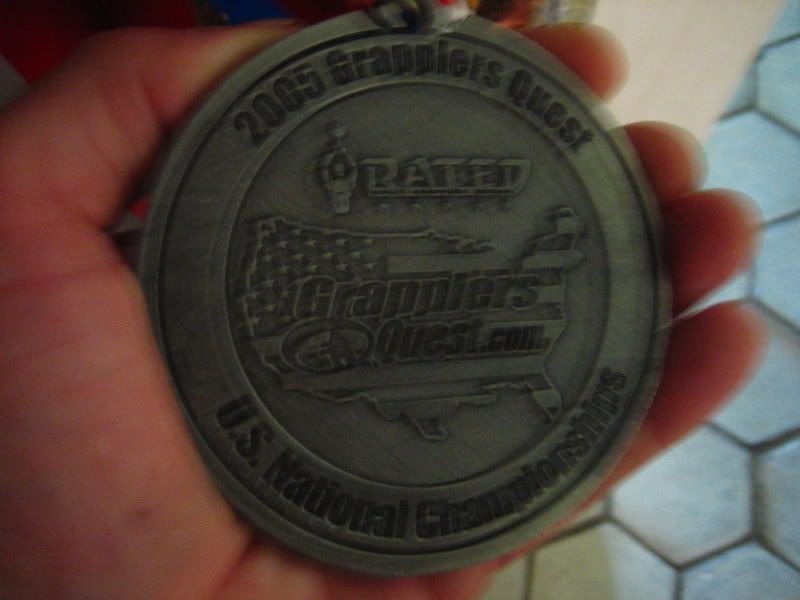 2005 Grapplers Quest
RATED
Grapplers
Quest.com
U.S. National Championships